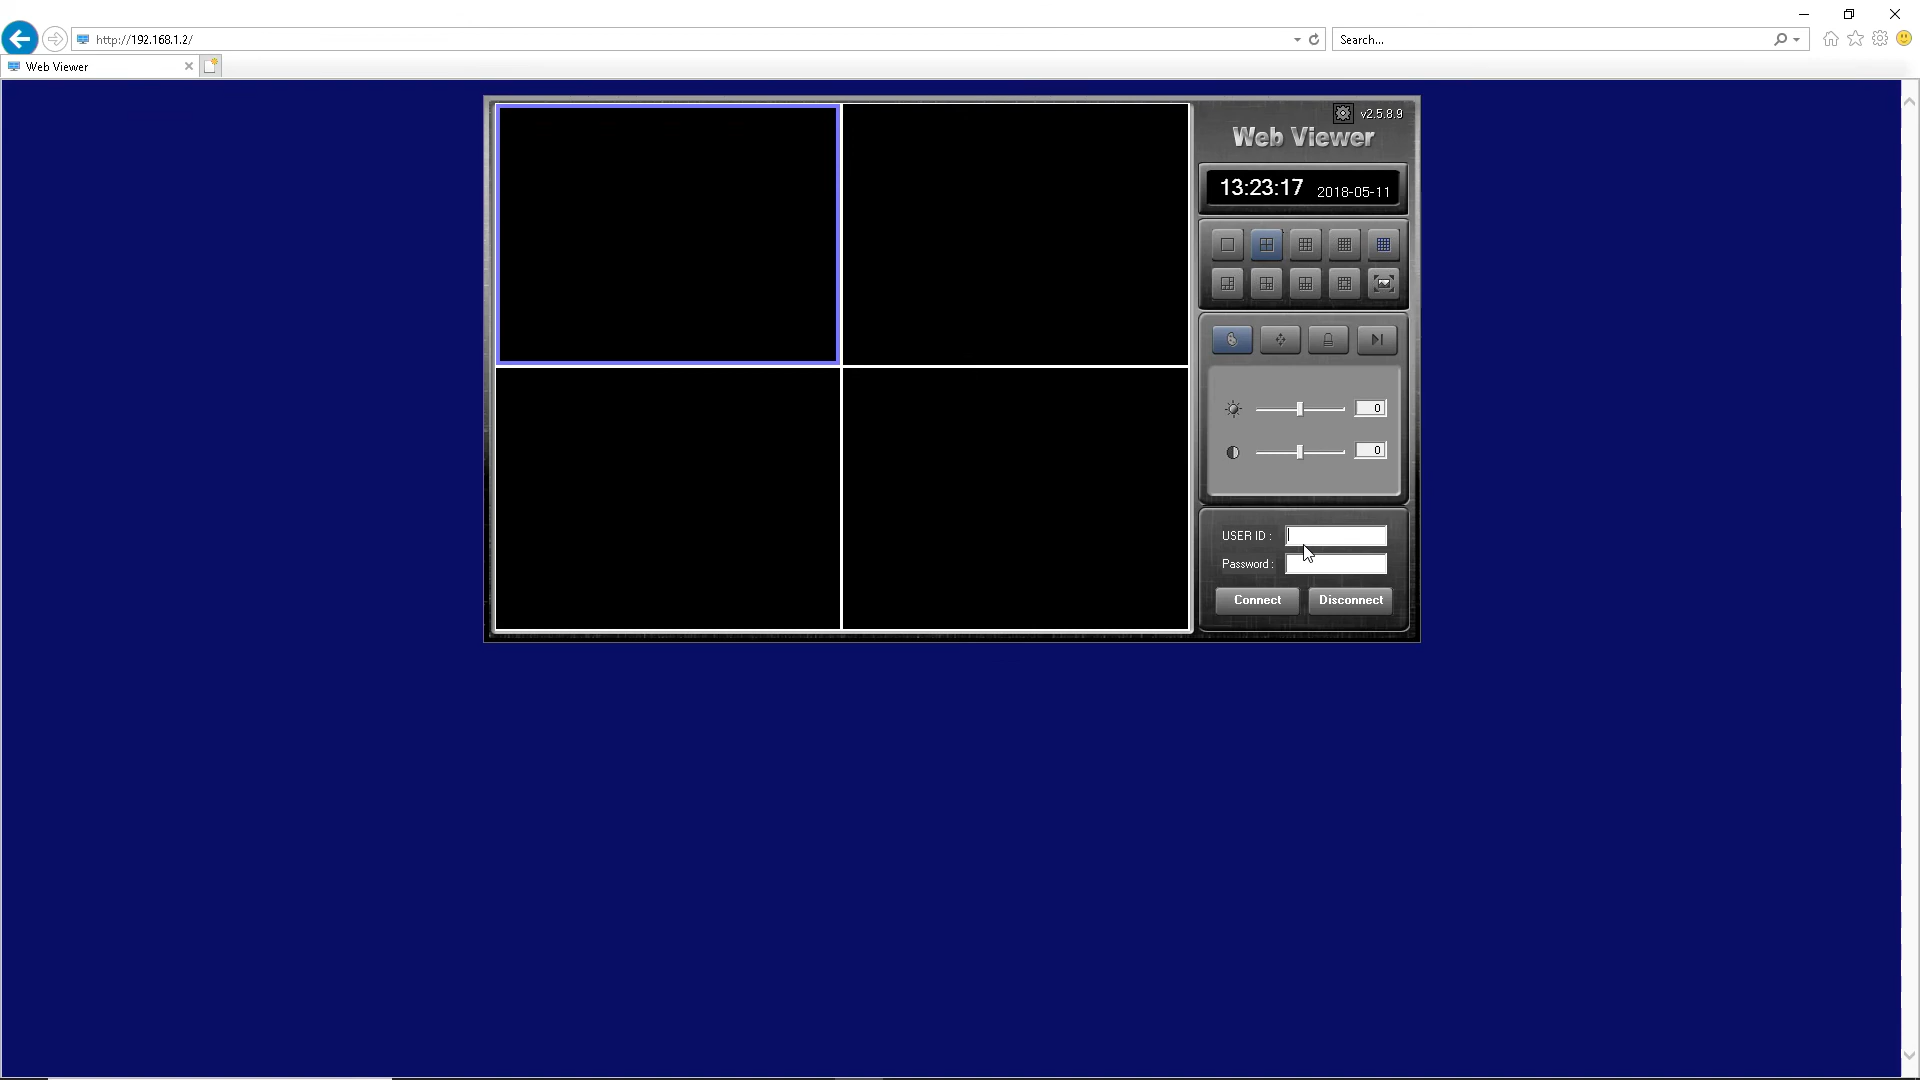 http://192.168.1.2/
Search...
Web Viewer
v2.5.8.9
Web Viewer
13:23:17 2018-05-11
0
0
USER ID :
Password :
Connect Disconnect